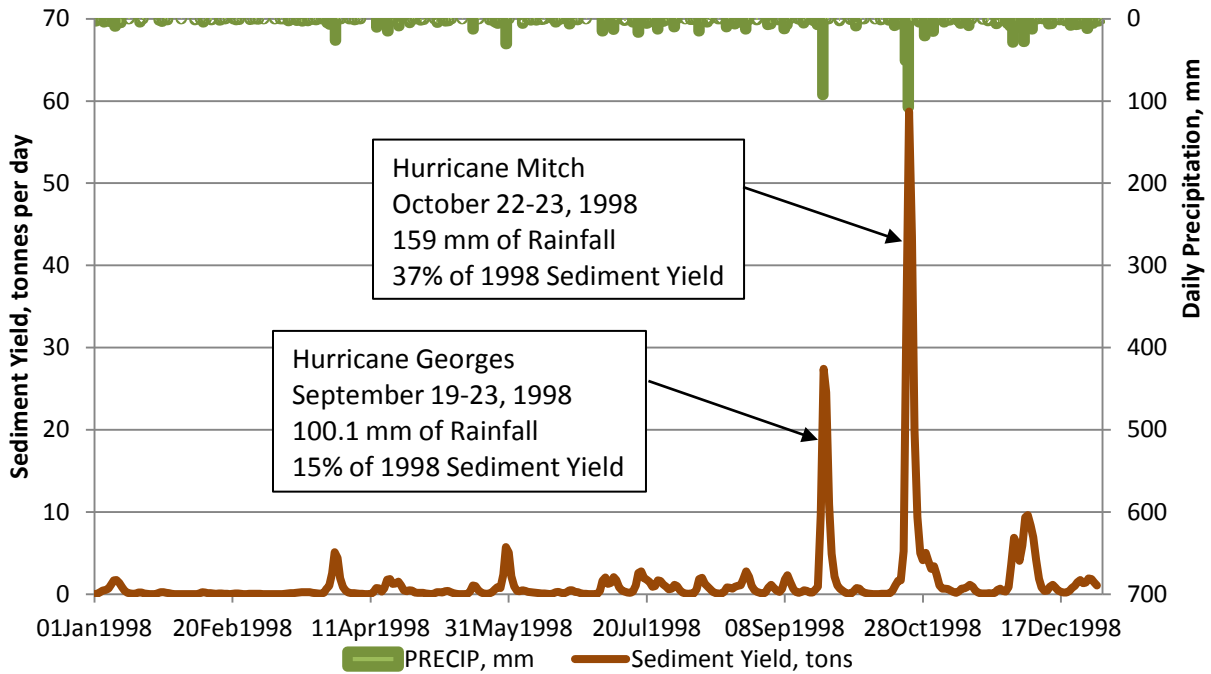 70
60
50
40
30
20
10
0
Sediment Yield, tonnes per day
0
100
200
300
400
500
600
700
Daily Precipitation, mm
Hurricane Mitch
October 22-23, 1998
159 mm of Rainfall
37% of 1998 Sediment Yield
Hurricane Georges
September 19-23, 1998
100.1 mm of Rainfall
15% of 1998 Sediment Yield
01Jan1998 20Feb1998 11Apr1998 31May1998 20Jul1998 08Sep1998 28Oct1998 17Dec1998
PRECIP, mm Sediment Yield, tons